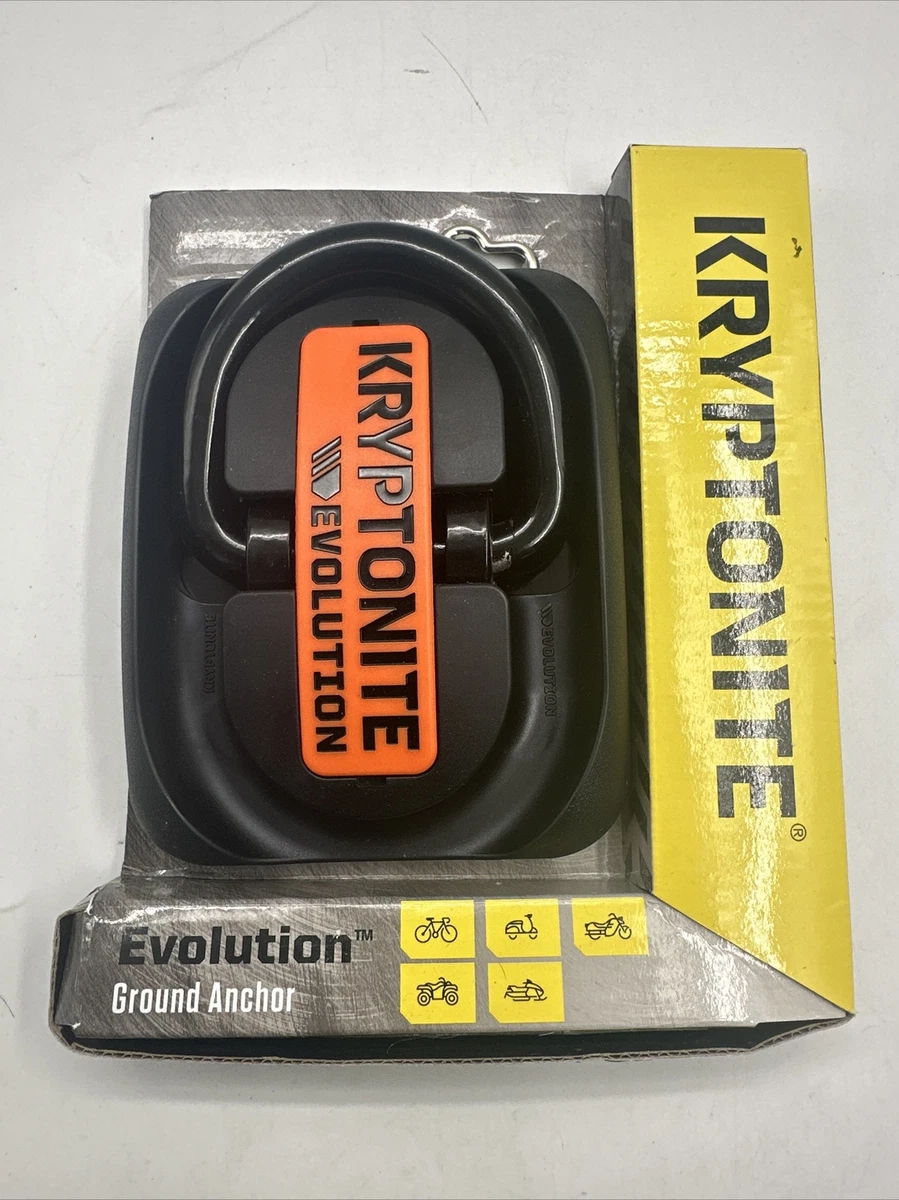 KRYPTONITE®
KRYPTONITE
EVOLUTION
EVOLUTION
Evolution™
Ground Anchor